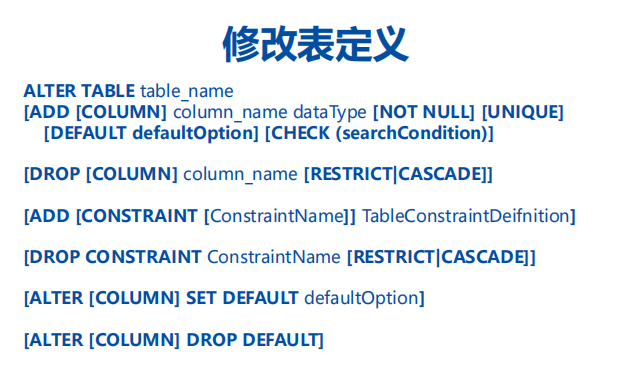 修改表定义
ALTER TABLE table_name
[ADD [COLUMN] column_name dataType [NOT NULL] [UNIQUE]
[DEFAULT defaultOption] [CHECK (searchCondition)]
[DROP [COLUMN] column_name [RESTRICT|CASCADE]]
[ADD [CONSTRAINT [ConstraintName]] TableConstraintDeifnition]
[DROP CONSTRAINT ConstraintName [RESTRICT|CASCADE]]
[ALTER [COLUMN] SET DEFAULT defaultOption]
[ALTER [COLUMN] DROP DEFAULT]